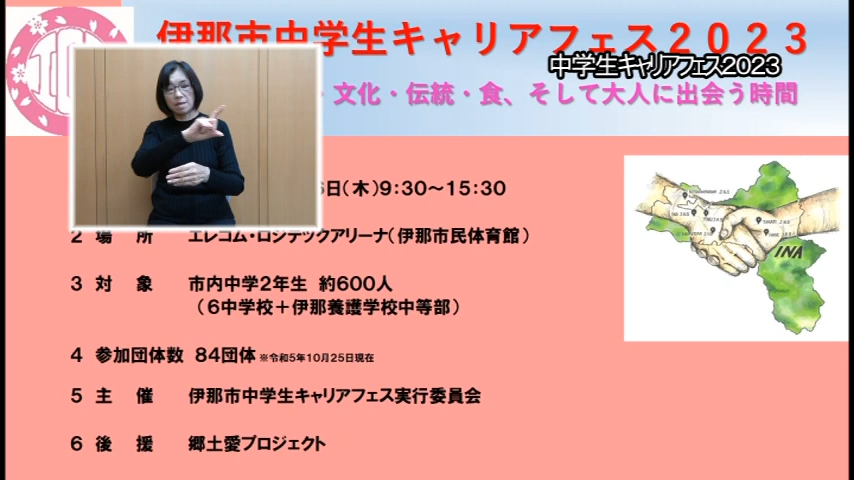 伊那市中学生キャリアフェス２０２３
中学生キャリアフェス2023
・文化・伝統・食、そして大人に出会う時間
6日（木）9：30～15：30
2 場 所 エレコム・ロジテックアリーナ（伊那市民体育館）
3 対 象 市内中学2年生 約600人
（6中学校＋伊那養護学校中等部）
4 参加団体数 84団体 ※令和5年10月25日現在
5 主 催 伊那市中学生キャリアフェス実行委員会
6 後 援 郷土愛プロジェクト
INA